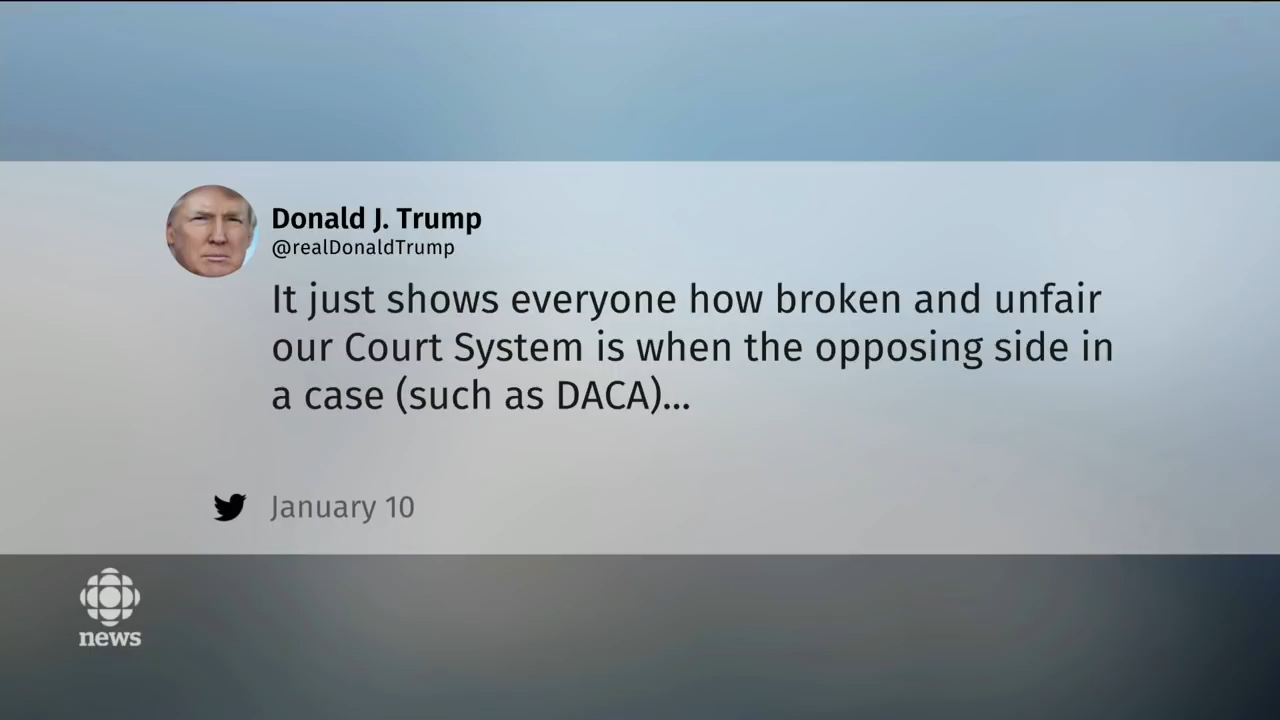 Donald J. Trump
@realDonaldTrump
It just shows everyone how broken and unfair
our Court System is when the opposing side in
a case (such as DACA)...
January 10
news